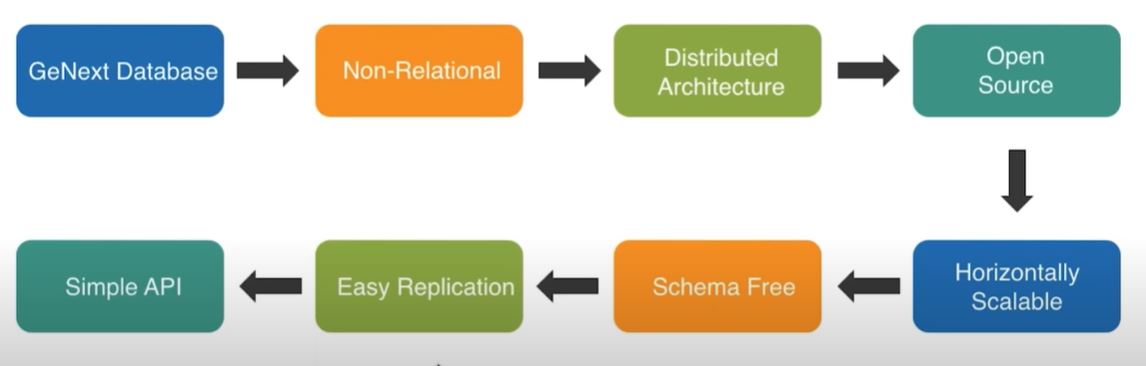 GeNext Database
Non-Relational
Distributed
Architecture
Open
Source
Horizontally
Scalable
Schema Free
Easy Replication
Simple API